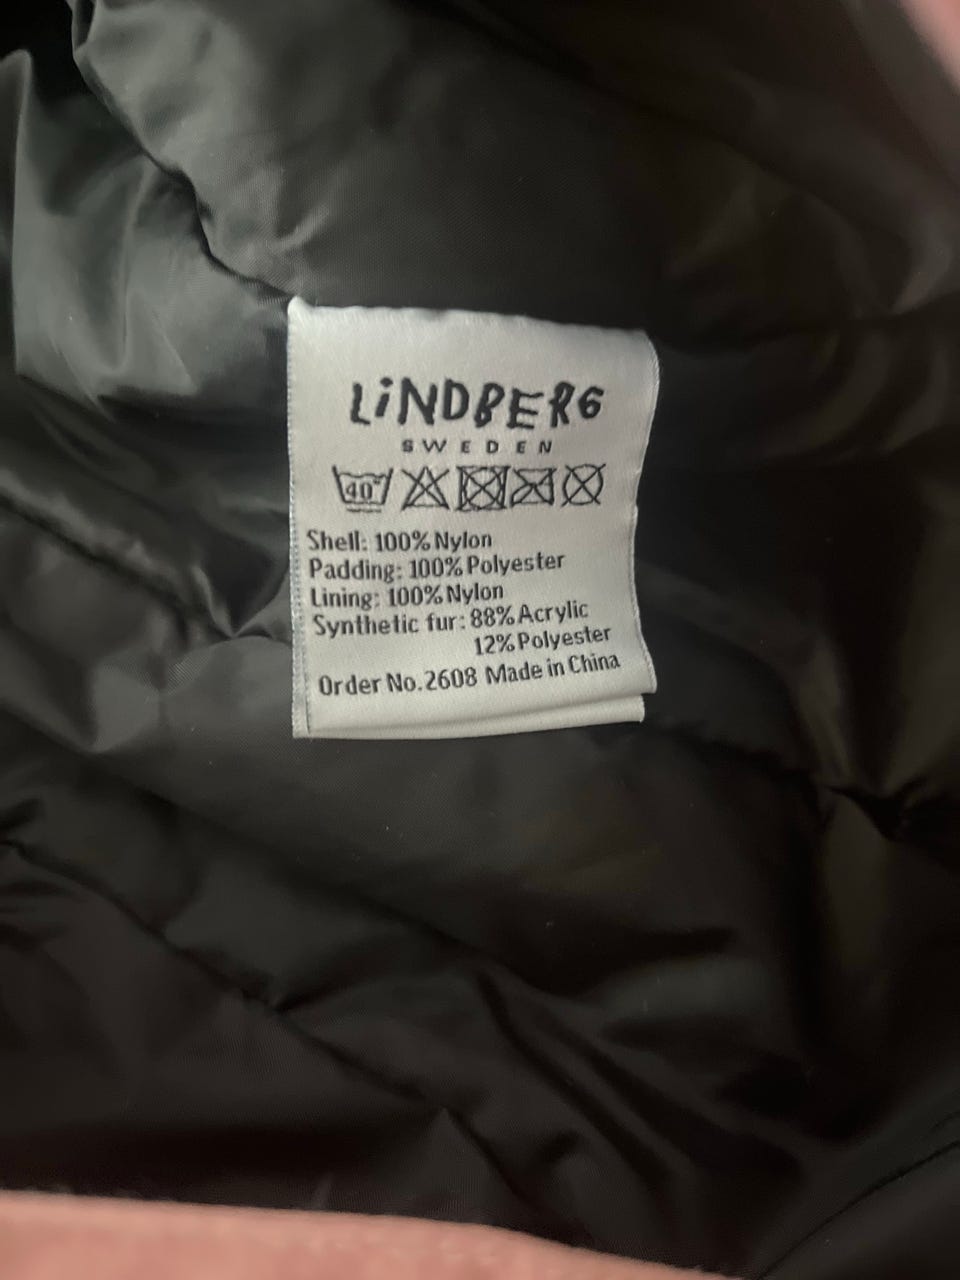 LiNDBERG
SWEDEN
40°
Shell: 100% Nylon
Padding: 100% Polyester
Lining: 100% Nylon
Synthetic fur: 88% Acrylic
12% Polyester
Order No. 2608 Made in China